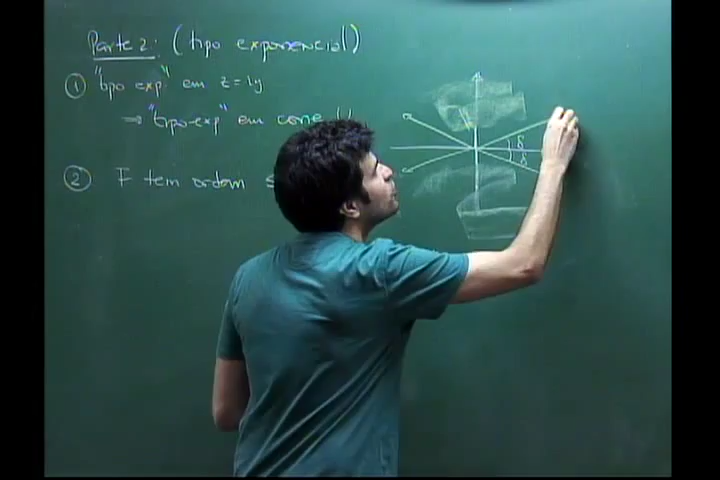 Parte 2: (tipo exponencial)
① "tipo exp" em z = iy
⇒ "tipo-exp" em cone
② F tem ordem ≤
δ
δ